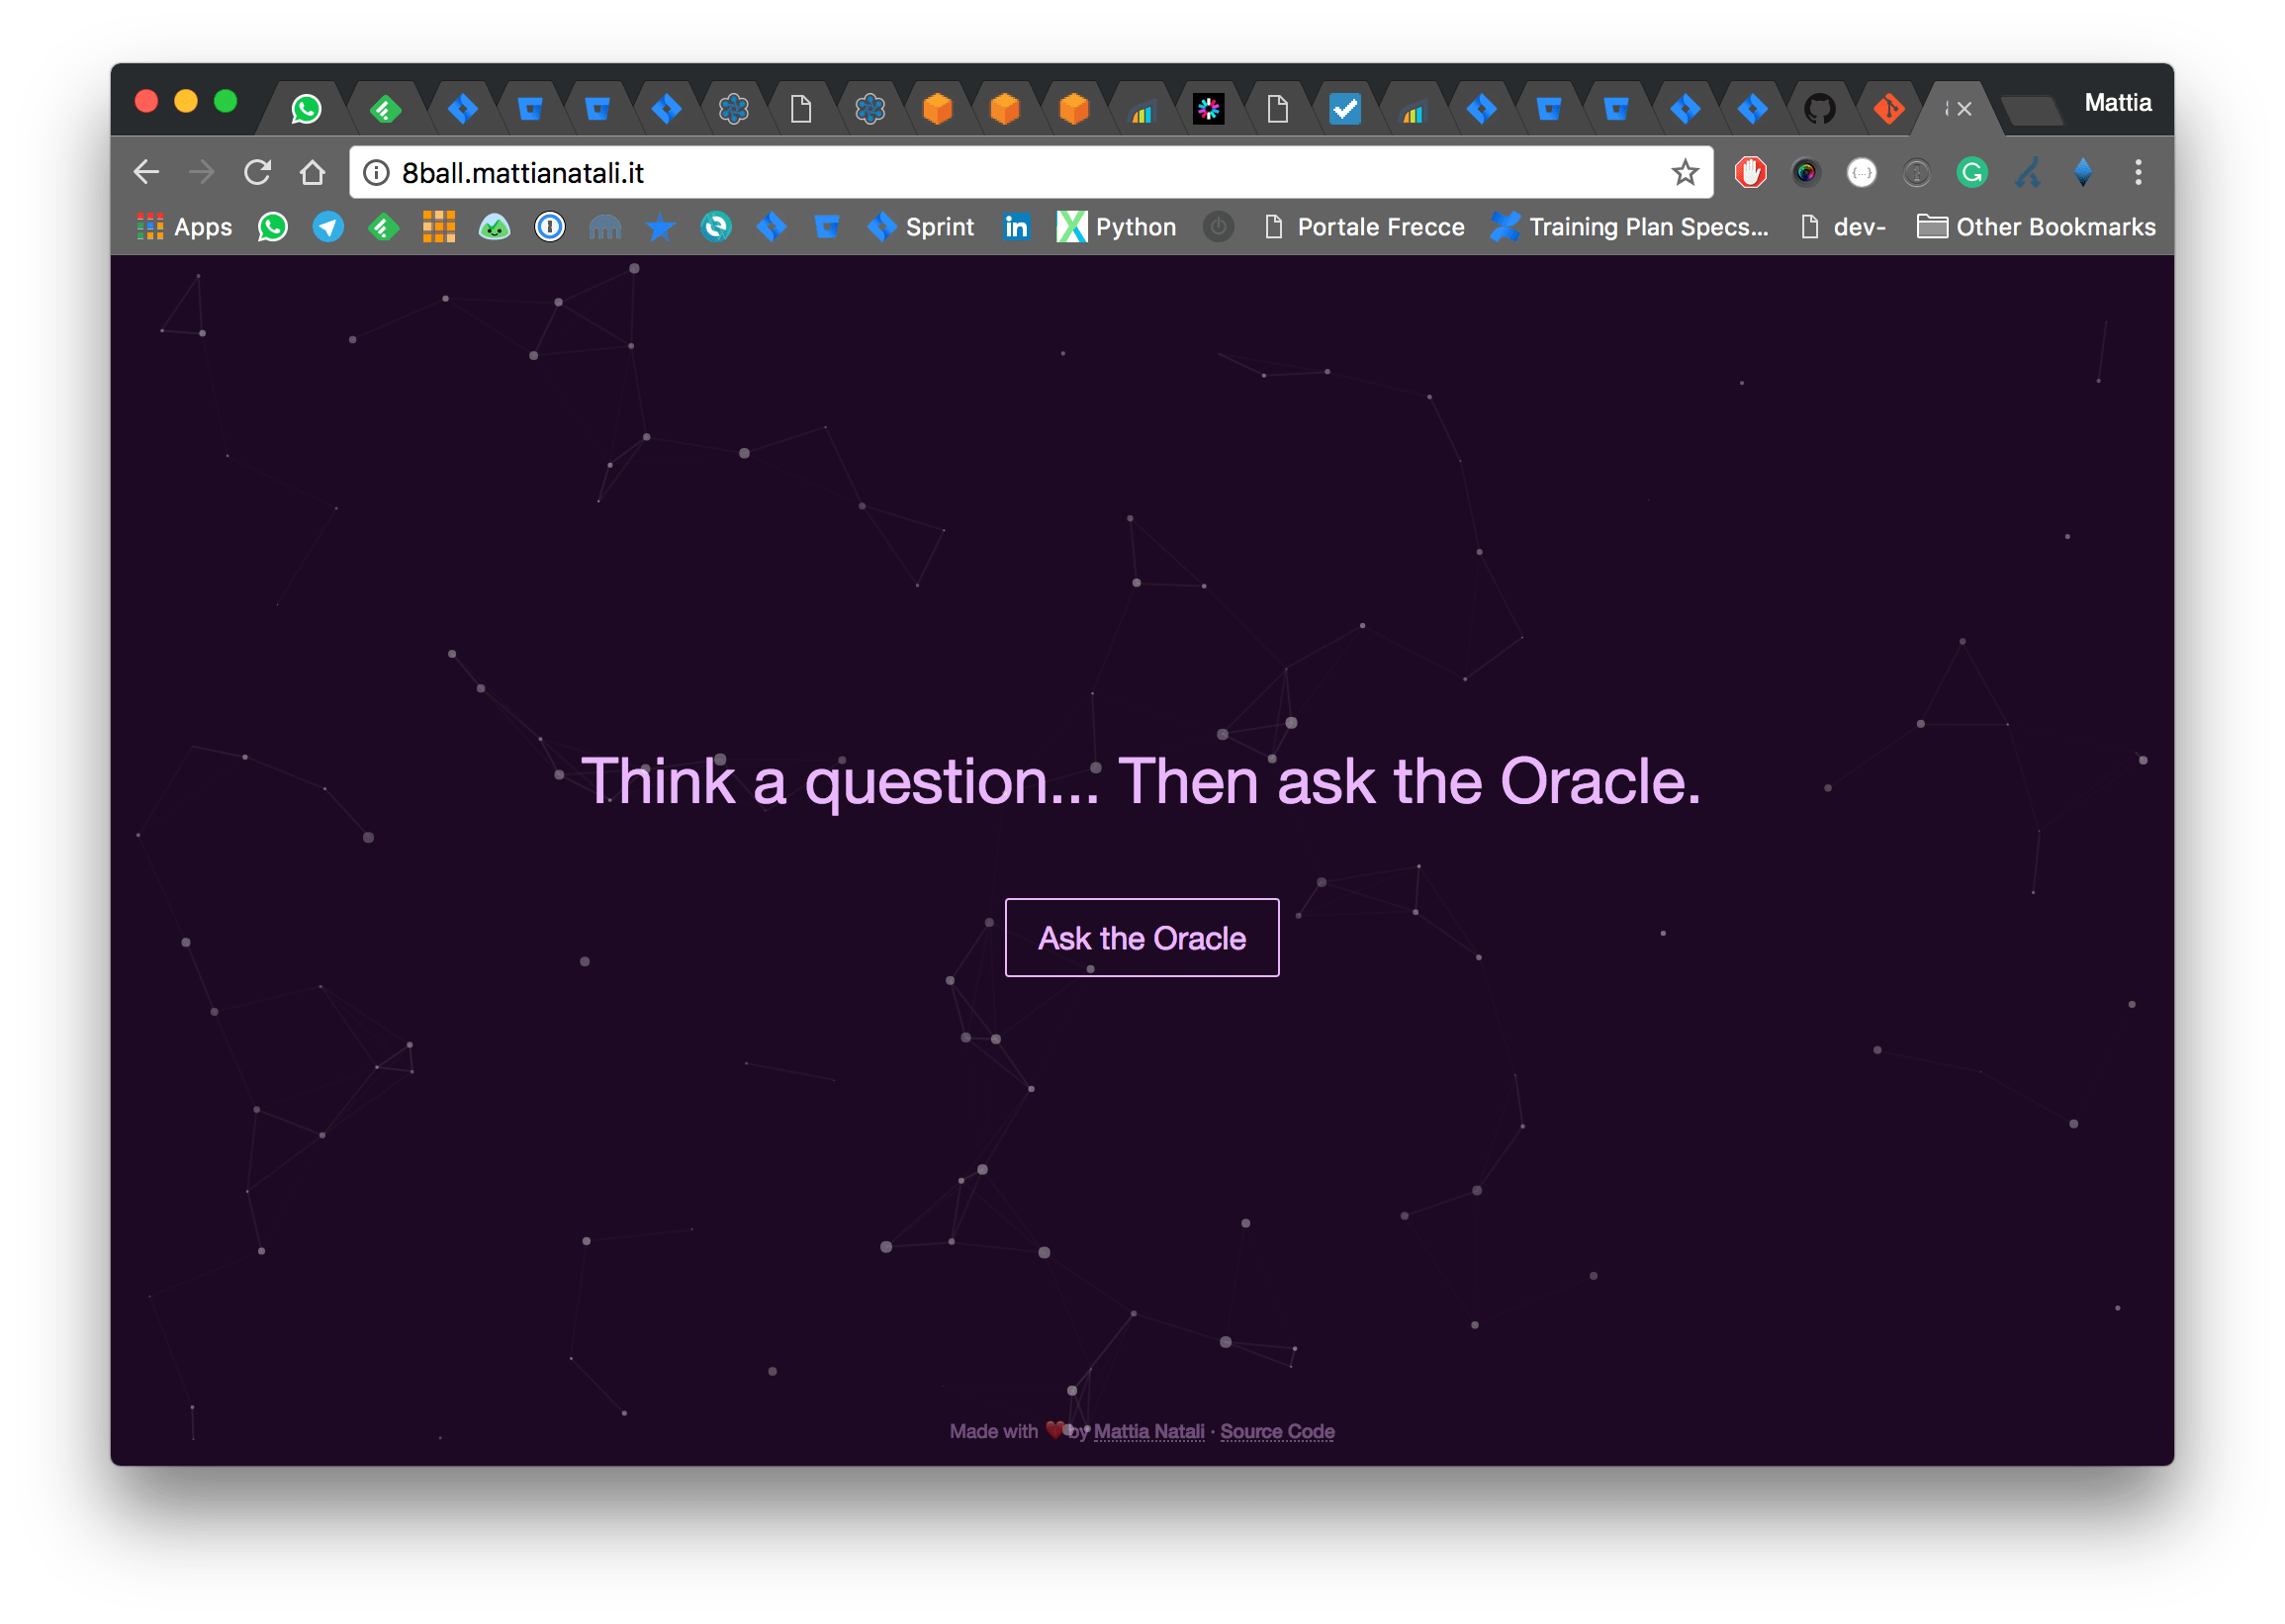 Mattia
8ball.mattianatali.it
Apps Sprint in Python Portale Frecce Training Plan Specs... dev- Other Bookmarks
Think a question... Then ask the Oracle.
Ask the Oracle
Made with ❤️ by Mattia Natali · Source Code